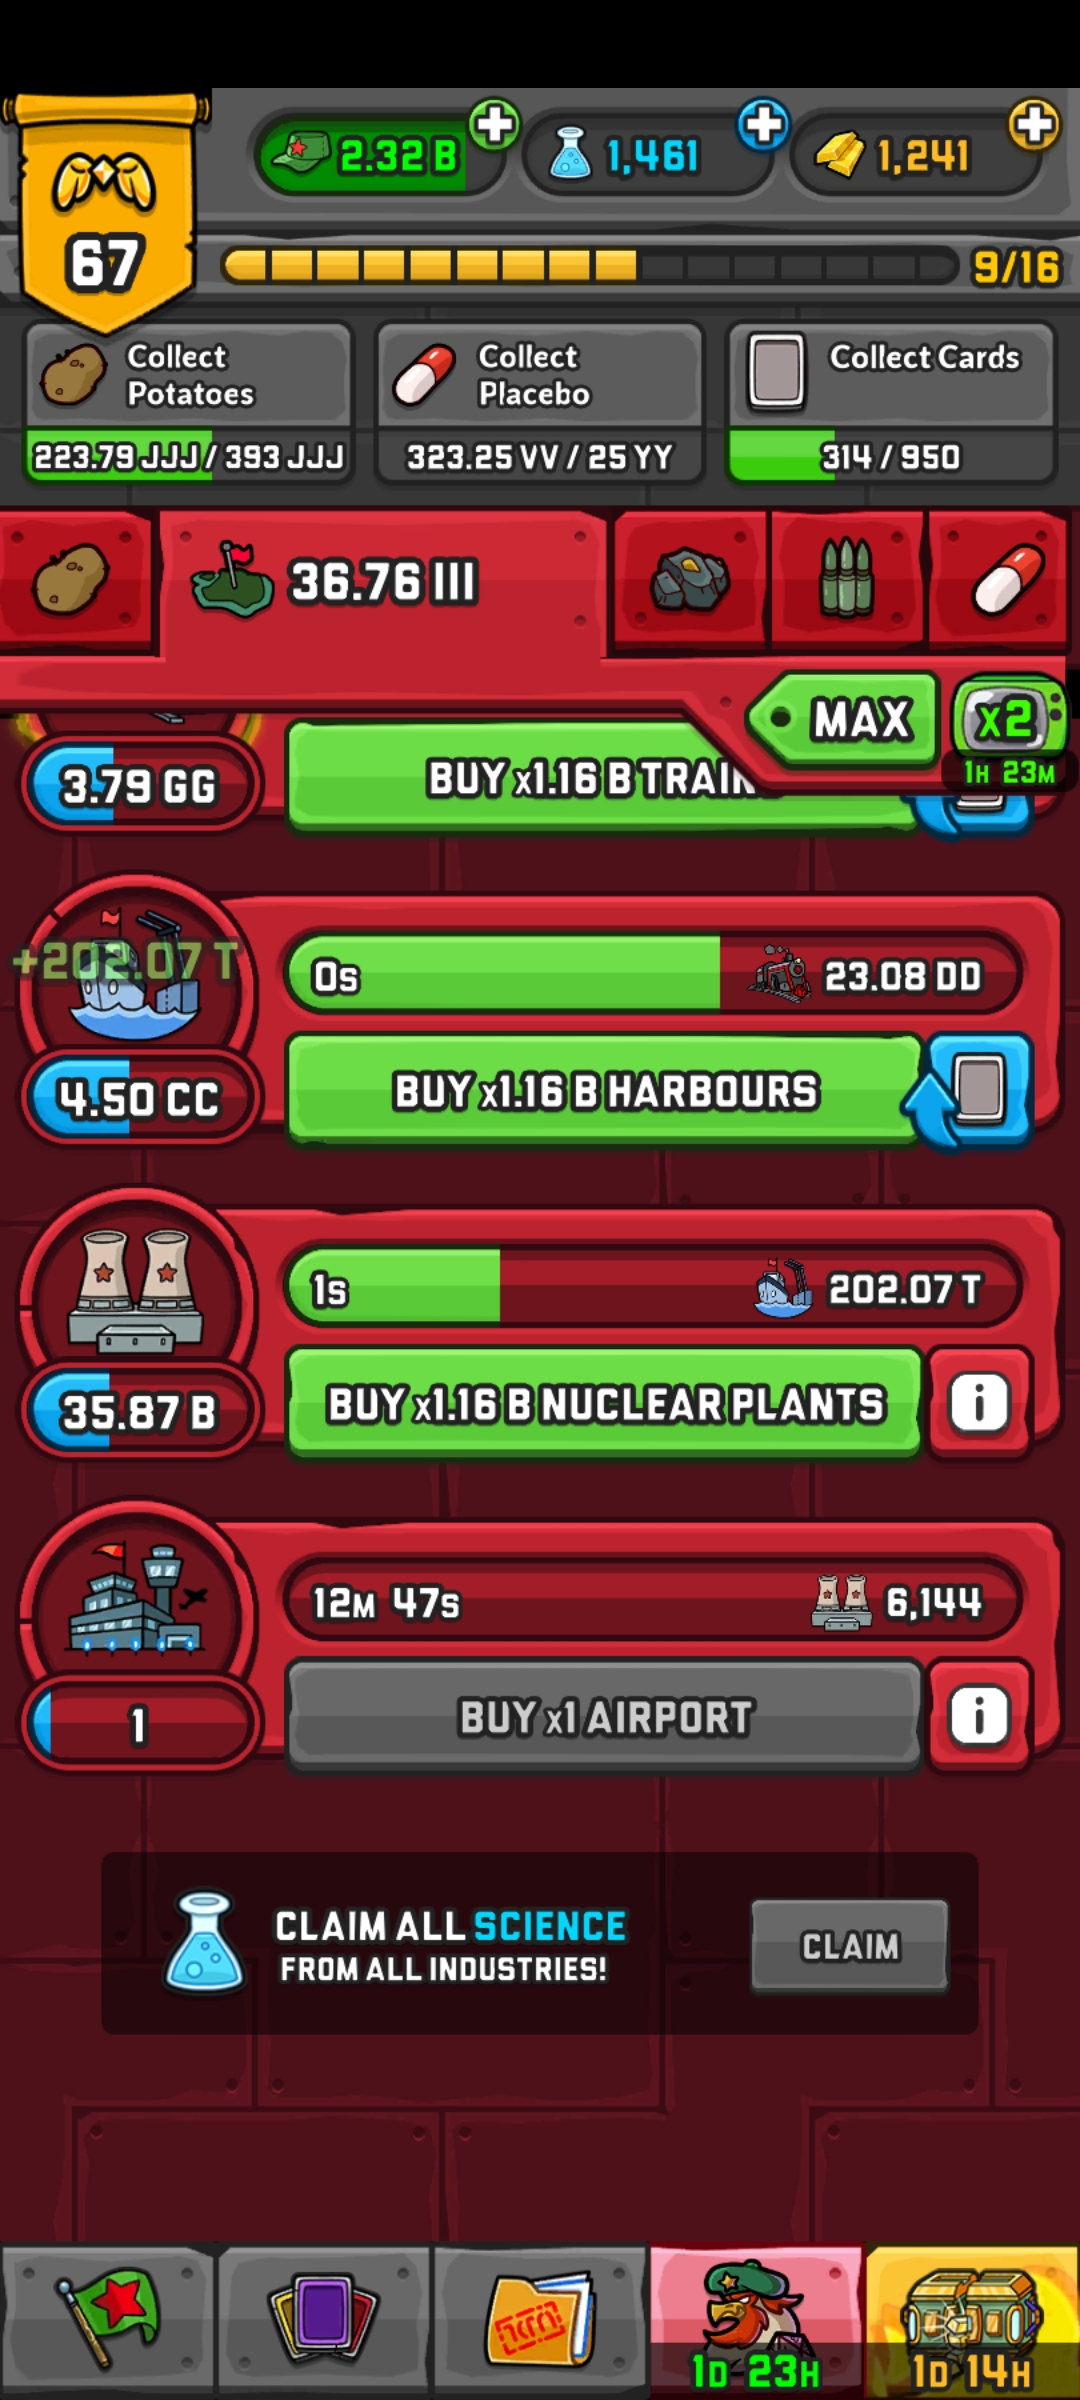 2.32 B
1,461
1,241
67
9/16
Collect
Potatoes
223.79 JJJ / 393 JJJ
Collect
Placebo
323.25 VV / 25 YY
Collect Cards
314 / 950
36.76 III
MAX
x2
1H 23M
3.79 GG
BUY x1.16 B
+202.07 T
0s
23.08 DD
4.50 CC
BUY x1.16 B HARBOURS
1s
202.07 T
35.87 B
BUY x1.16 B NUCLEAR PLANTS
i
12M 47s
6,144
1
BUY x1 AIRPORT
i
CLAIM ALL SCIENCE
FROM ALL INDUSTRIES!
CLAIM
1D 23H
1D 14H